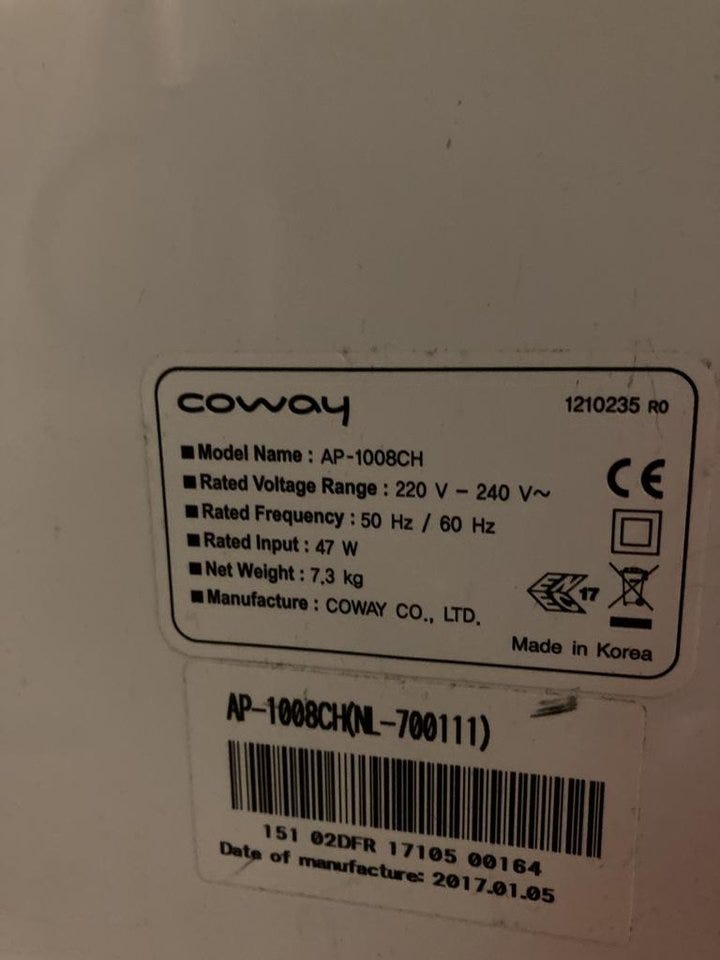 coway
1210235 R0
■ Model Name : AP-1008CH
■ Rated Voltage Range : 220 V - 240 V~
■ Rated Frequency : 50 Hz / 60 Hz
■ Rated Input : 47 W
■ Net Weight : 7.3 kg
■ Manufacture : COWAY CO., LTD.
CE
ENEC 17
Made in Korea
AP-1008CH(NL-700111)
151 02DFR 17105 00164
Date of manufacture: 2017.01.05